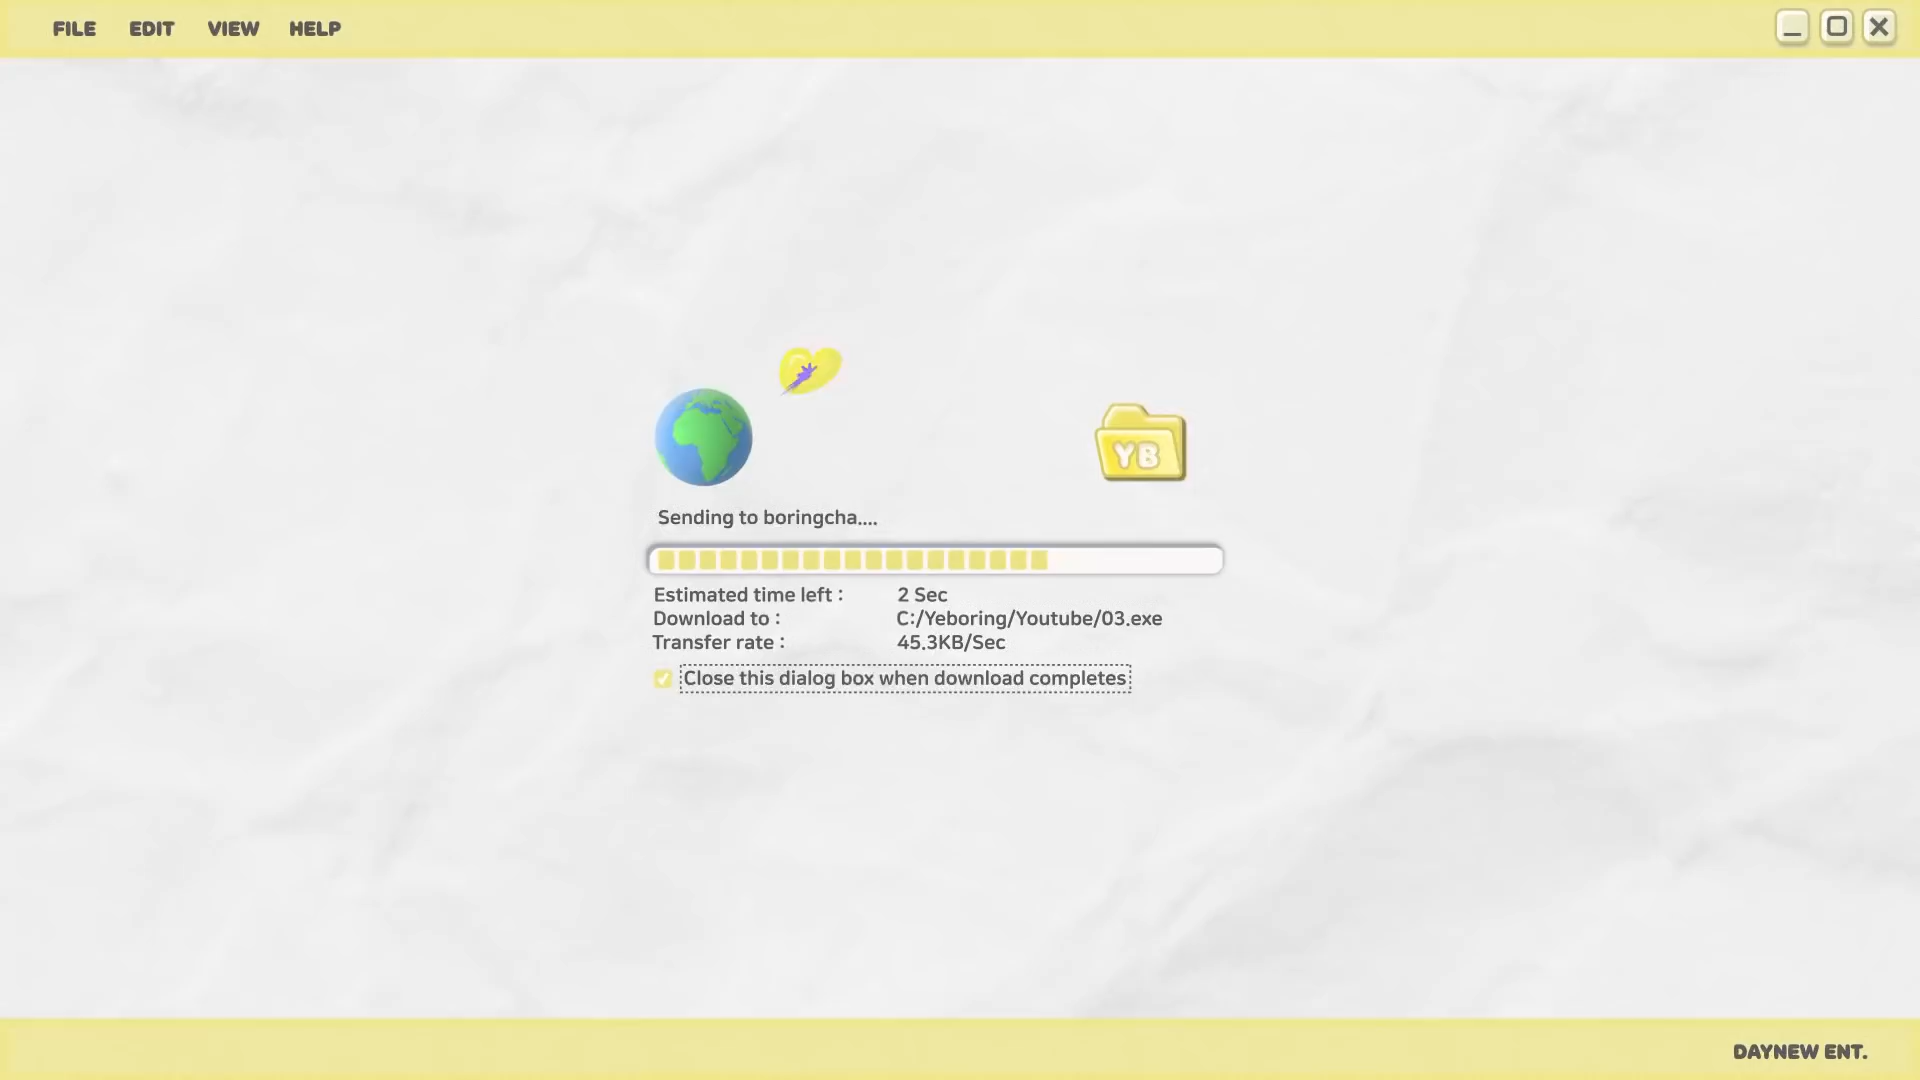 FILE EDIT VIEW HELP
YB
Sending to boringcha....
Estimated time left : 2 Sec
Download to : C:/Yeboring/Youtube/03.exe
Transfer rate : 45.3KB/Sec
Close this dialog box when download completes
DAYNEW ENT.